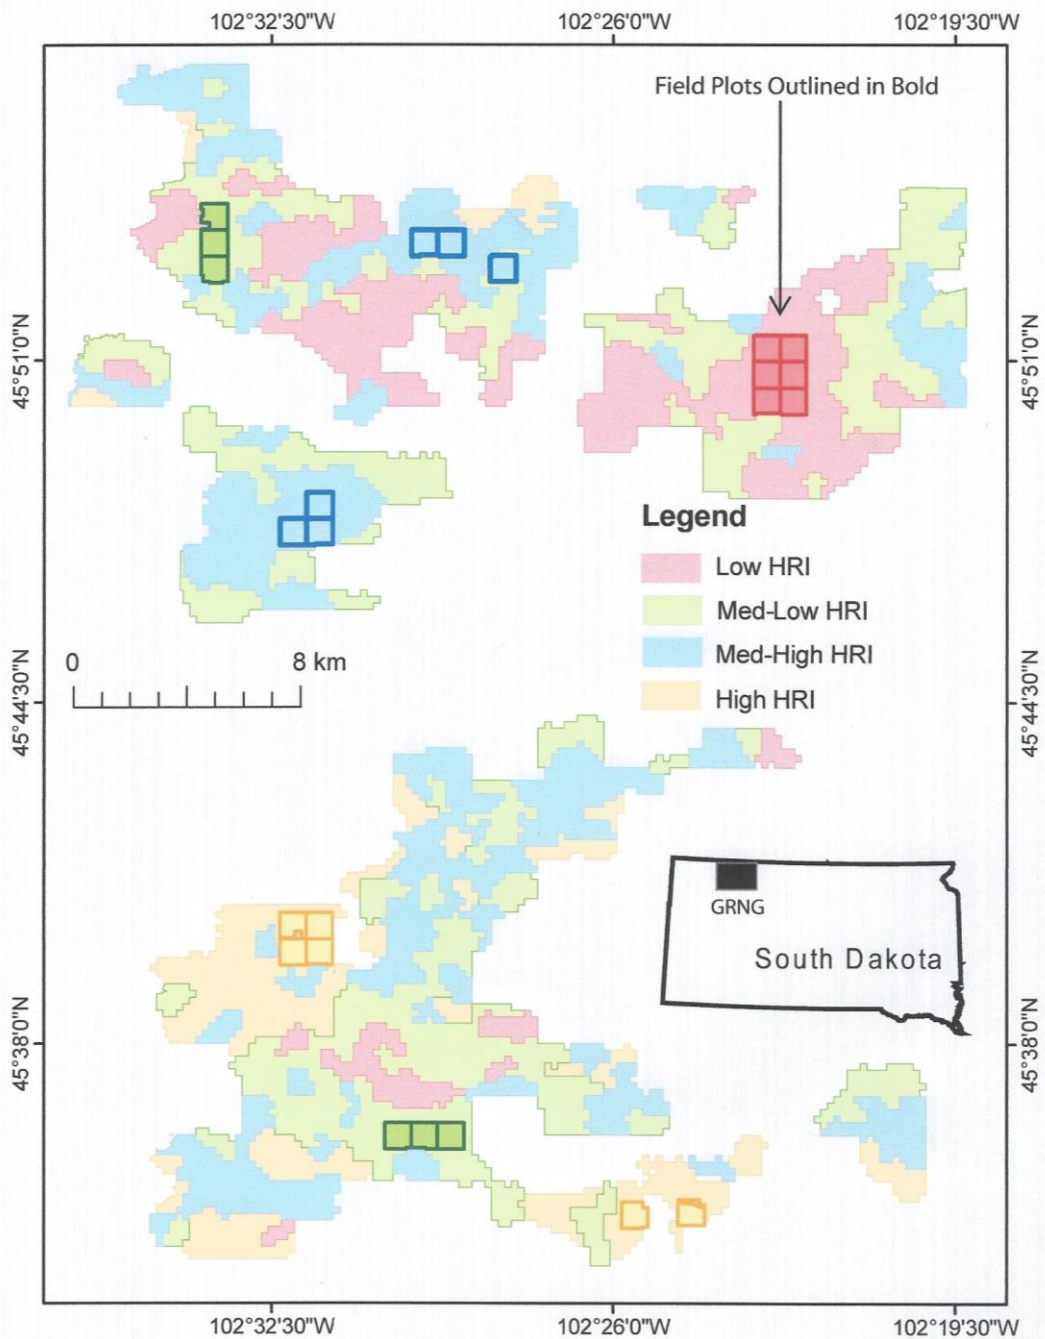 102°32'30"W 102°26'0"W 102°19'30"W
Field Plots Outlined in Bold
45°51'0"N 45°51'0"N
Legend
Low HRI
Med-Low HRI
Med-High HRI
High HRI
0 8 km
45°44'30"N 45°44'30"N
GRNG
South Dakota
45°38'0"N 45°38'0"N
102°32'30"W 102°26'0"W 102°19'30"W